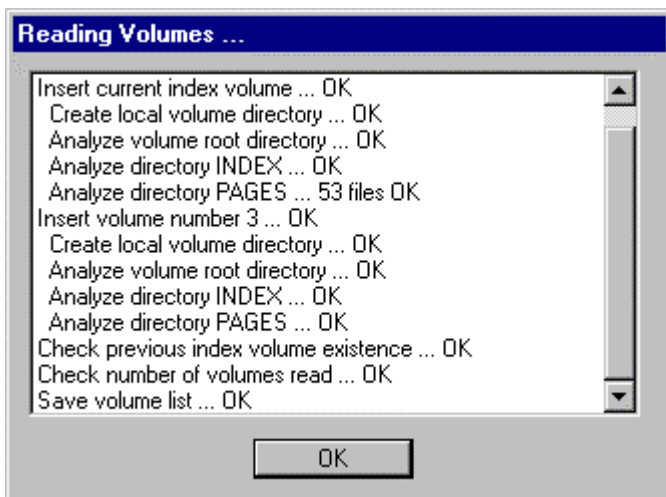 Reading Volumes ...
Insert current index volume ... OK
Create local volume directory ... OK
Analyze volume root directory ... OK
Analyze directory INDEX ... OK
Analyze directory PAGES ... 53 files OK
Insert volume number 3 ... OK
Create local volume directory ... OK
Analyze volume root directory ... OK
Analyze directory INDEX ... OK
Analyze directory PAGES ... OK
Check previous index volume existence ... OK
Check number of volumes read ... OK
Save volume list ... OK
OK